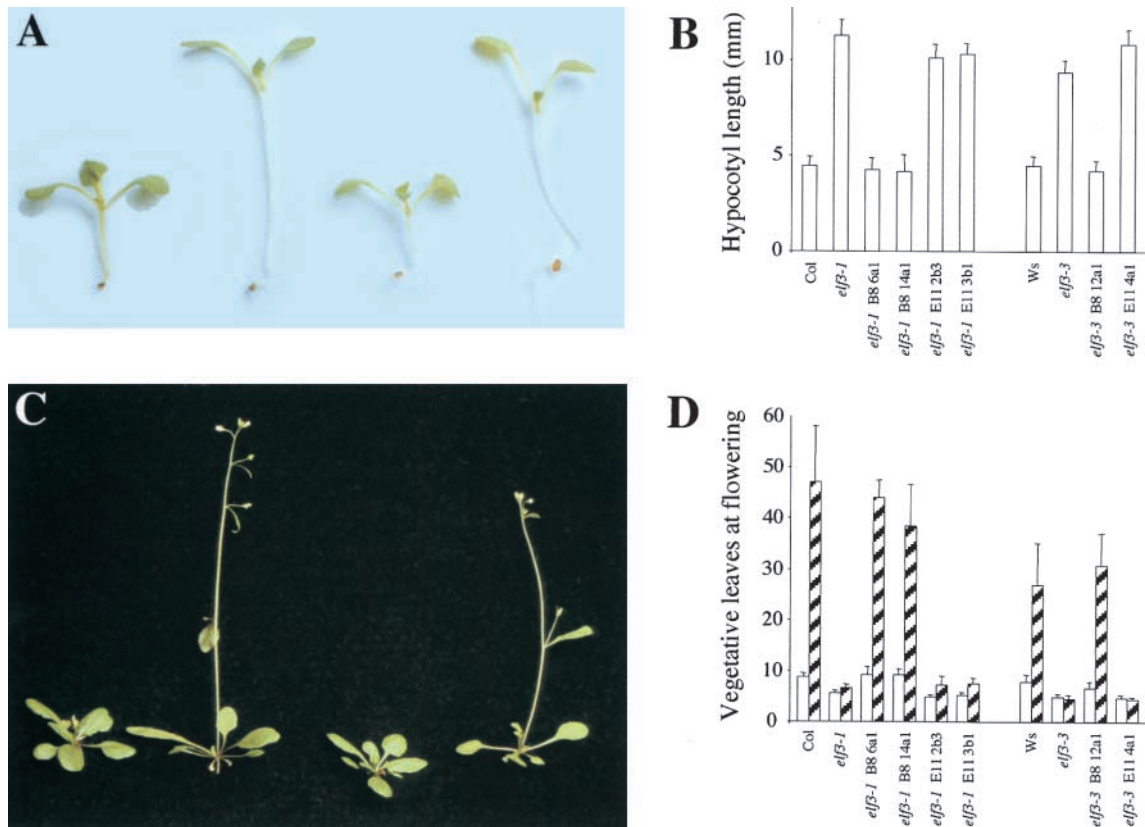 A
B
Hypocotyl length (mm)
10
5
0
Col
elf3-1
elf3-1 B8 6a1
elf3-1 B8 14a1
elf3-1 E11 2b3
elf3-1 E11 3b1
Ws
elf3-3
elf3-3 B8 12a1
elf3-3 E11 4a1
C
D
Vegetative leaves at flowering
60
50
40
30
20
10
0
Col
elf3-1
elf3-1 B8 6a1
elf3-1 B8 14a1
elf3-1 E11 2b3
elf3-1 E11 3b1
Ws
elf3-3
elf3-3 B8 12a1
elf3-3 E11 4a1